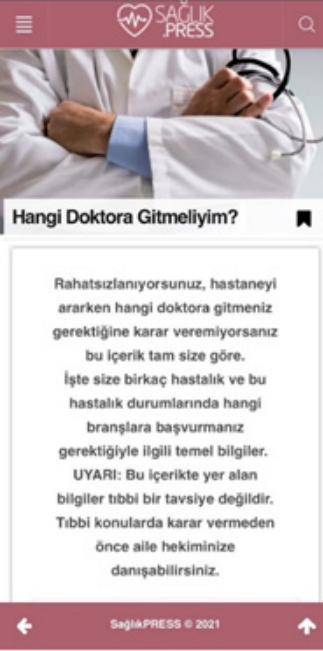 SAĞLIK
.PRESS
Hangi Doktora Gitmeliyim?
Rahatsızlanıyorsunuz, hastaneyi
ararken hangi doktora gitmeniz
gerektiğine karar veremiyorsanız
bu içerik tam size göre.
İşte size birkaç hastalık ve bu
hastalık durumlarında hangi
branşlara başvurmanız
gerektiğiyle ilgili temel bilgiler.
UYARI: Bu içerikte yer alan
bilgiler tıbbi bir tavsiye değildir.
Tıbbi konularda karar vermeden
önce aile hekiminize
danışabilirsiniz.
SağlıkPRESS © 2021